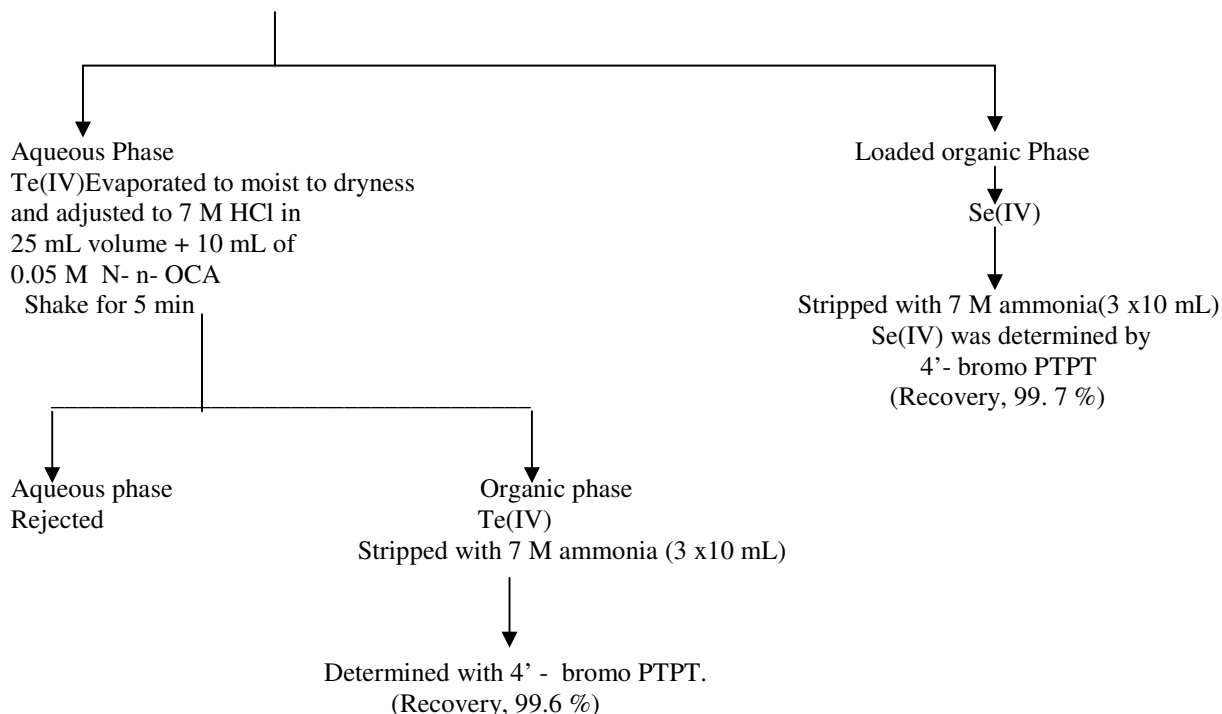 Aqueous Phase
Te(IV)Evaporated to moist to dryness
and adjusted to 7 M HCl in
25 mL volume + 10 mL of
0.05 M N- n- OCA
Shake for 5 min
Loaded organic Phase
Se(IV)
Stripped with 7 M ammonia(3 x10 mL)
Se(IV) was determined by
4’- bromo PTPT
(Recovery, 99. 7 %)
Aqueous phase
Rejected
Organic phase
Te(IV)
Stripped with 7 M ammonia (3 x10 mL)
Determined with 4’ - bromo PTPT.
(Recovery, 99.6 %)